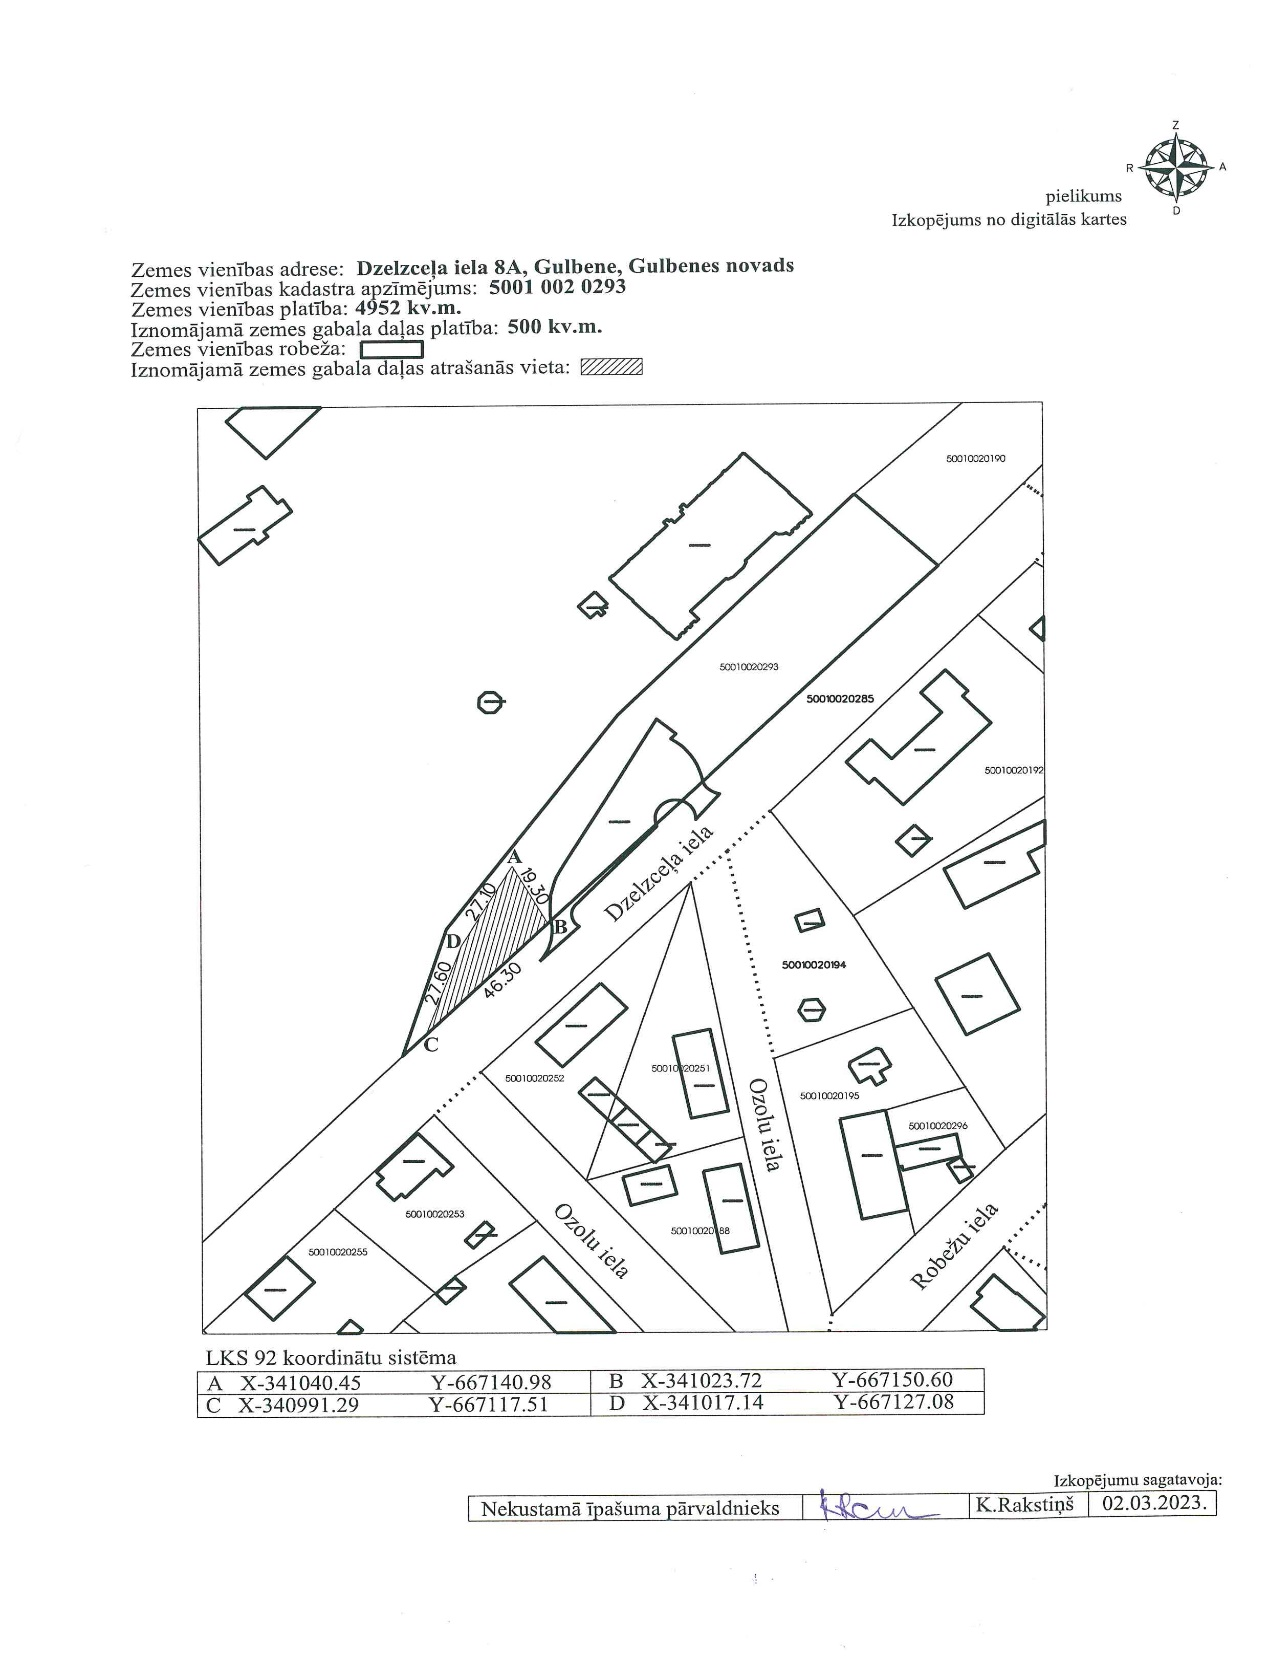 Z
R A
D
pielikums
Izkopējums no digitālās kartes
Zemes vienības adrese: Dzelzceļa iela 8A, Gulbene, Gulbenes novads
Zemes vienības kadastra apzīmējums: 5001 002 0293
Zemes vienības platība: 4952 kv.m.
Iznomājamā zemes gabala daļas platība: 500 kv.m.
Zemes vienības robeža:
Iznomājamā zemes gabala daļas atrašanās vieta:
50010020190
50010020293
50010020285
50010020192
Dzelzceļa iela
A
19.30
27.10
B
D
46.30
27.60
C
50010020194
50010020252
50010020251
50010020195
Ozolu iela
50010020296
50010020253
Ozolu iela
50010020188
Robežu iela
50010020255
LKS 92 koordinātu sistēma
A X-341040.45 Y-667140.98 B X-341023.72 Y-667150.60
C X-340991.29 Y-667117.51 D X-341017.14 Y-667127.08
Izkopējumu sagatavoja:
Nekustamā īpašuma pārvaldnieks K.Rakstiņš 02.03.2023.